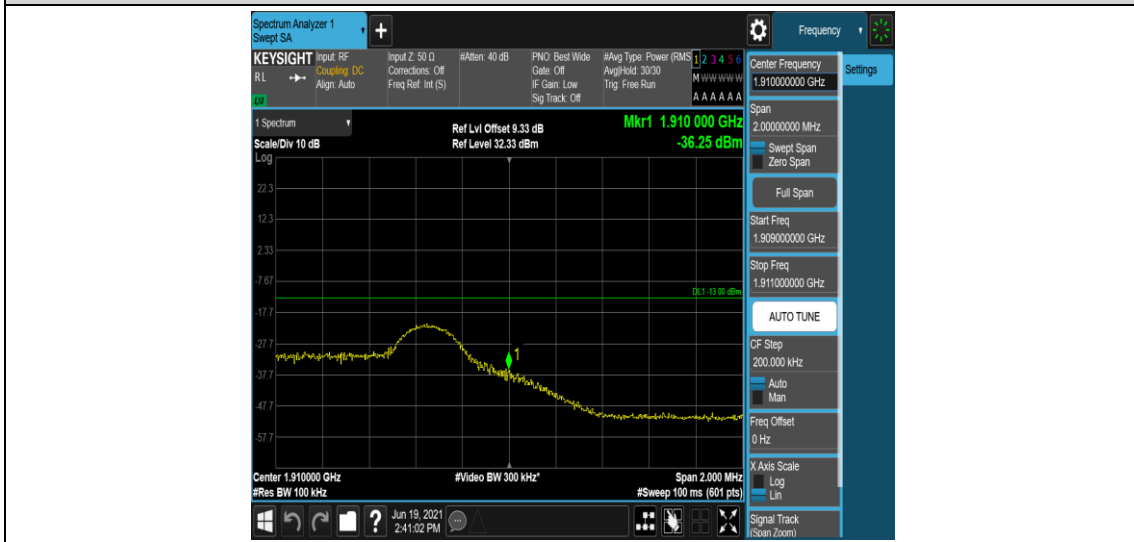 Spectrum Analyzer 1
Swept SA
+
Frequency
KEYSIGHT
RL
LXI
Input: RF
Coupling: DC
Align: Auto
Input Z: 50 Ω
Corrections: Off
Freq Ref: Int (S)
#Atten: 40 dB
PNO: Best Wide
Gate: Off
IF Gain: Low
Sig Track: Off
#Avg Type: Power (RMS
Avg|Hold: 30/30
Trig: Free Run
1 2 3 4 5 6
M W W W W W
A A A A A A
1 Spectrum
Scale/Div 10 dB
Log
Ref Lvl Offset 9.33 dB
Ref Level 32.33 dBm
Mkr1 1.910 000 GHz
-36.25 dBm
22.3
12.3
2.33
-7.67
-17.7
-27.7
-37.7
-47.7
-57.7
DL1 -13.00 dBm
1
Center 1.910000 GHz
#Res BW 100 kHz
#Video BW 300 kHz*
Span 2.000 MHz
#Sweep 100 ms (601 pts)
Center Frequency
1.910000000 GHz
Settings
Span
2.00000000 MHz
Swept Span
Zero Span
Full Span
Start Freq
1.909000000 GHz
Stop Freq
1.911000000 GHz
AUTO TUNE
CF Step
200.000 kHz
Auto
Man
Freq Offset
0 Hz
X Axis Scale
Log
Lin
Signal Track
(Span Zoom)
?
Jun 19, 2021
2:41:02 PM